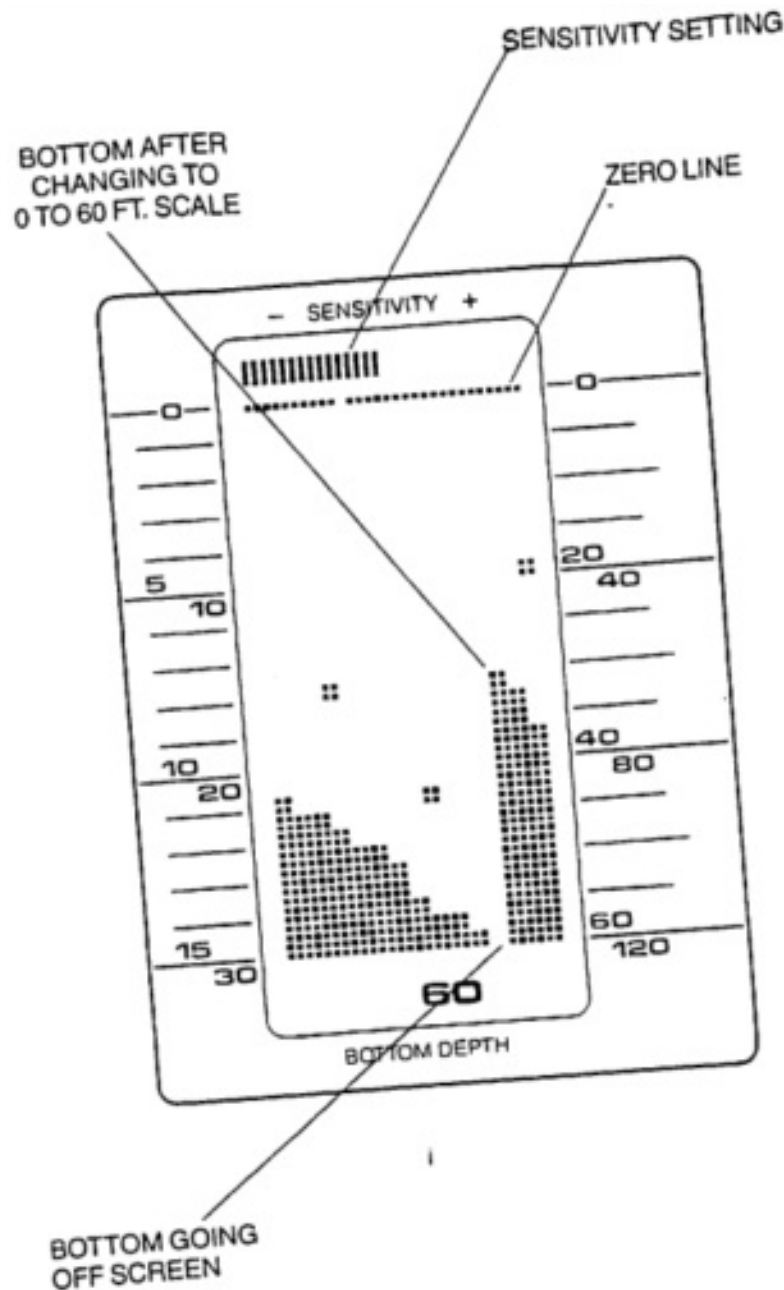 SENSITIVITY SETTING
BOTTOM AFTER
CHANGING TO
0 TO 60 FT. SCALE
ZERO LINE
– SENSITIVITY +
0
5
10
10
20
15
30
0
20
40
40
80
60
120
60
BOTTOM DEPTH
BOTTOM GOING
OFF SCREEN